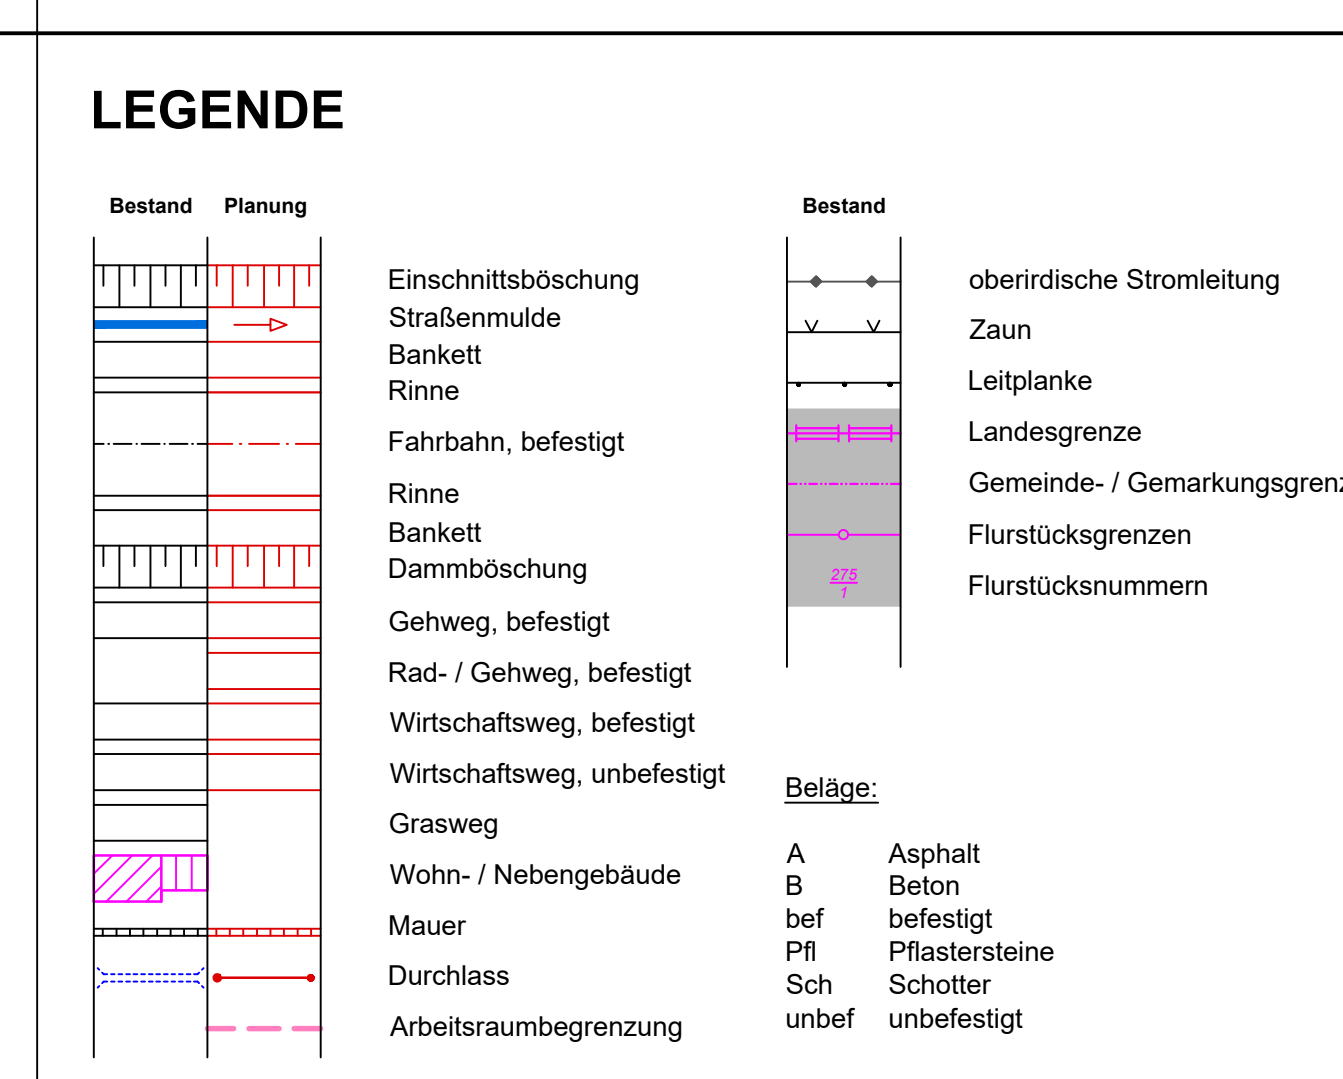 LEGENDE
Bestand Planung
Einschnittsböschung
Straßenmulde
Bankett
Rinne
Fahrbahn, befestigt
Rinne
Bankett
Dammböschung
Gehweg, befestigt
Rad- / Gehweg, befestigt
Wirtschaftsweg, befestigt
Wirtschaftsweg, unbefestigt
Grasweg
Wohn- / Nebengebäude
Mauer
Durchlass
Arbeitsraumbegrenzung
Bestand
oberirdische Stromleitung
Zaun
Leitplanke
Landesgrenze
Gemeinde- / Gemarkungsgrenz
Flurstücksgrenzen
275
1
Flurstücksnummern
Beläge:
A Asphalt
B Beton
bef befestigt
Pfl Pflastersteine
Sch Schotter
unbef unbefestigt